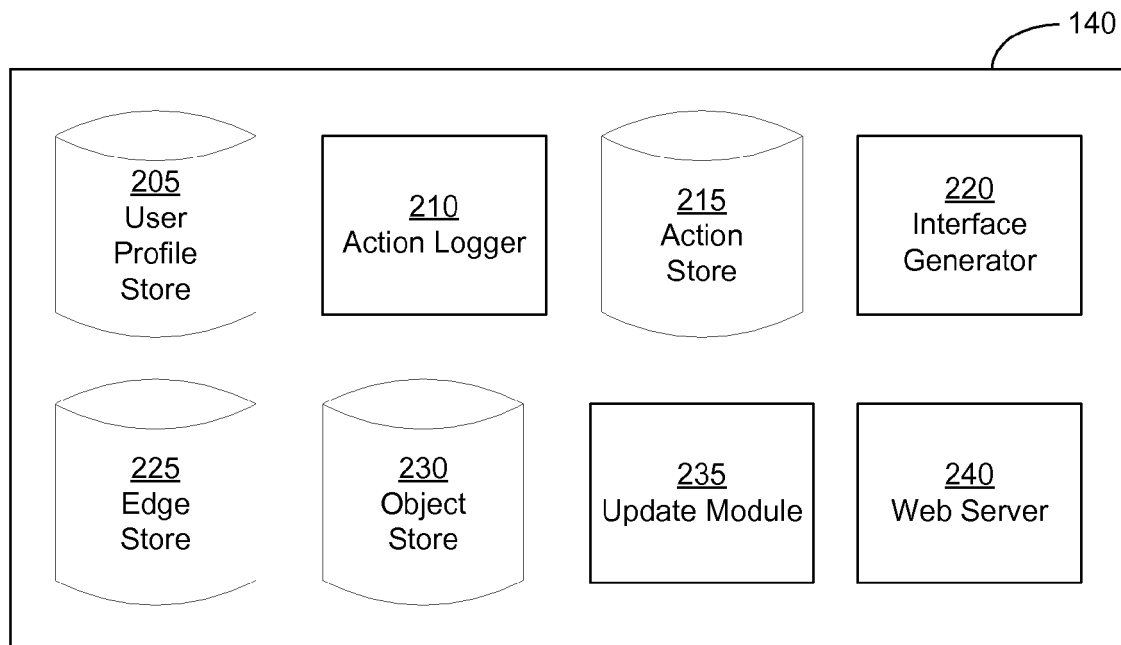 140
205
User
Profile
Store
210
Action Logger
215
Action
Store
220
Interface
Generator
225
Edge
Store
230
Object
Store
235
Update Module
240
Web Server